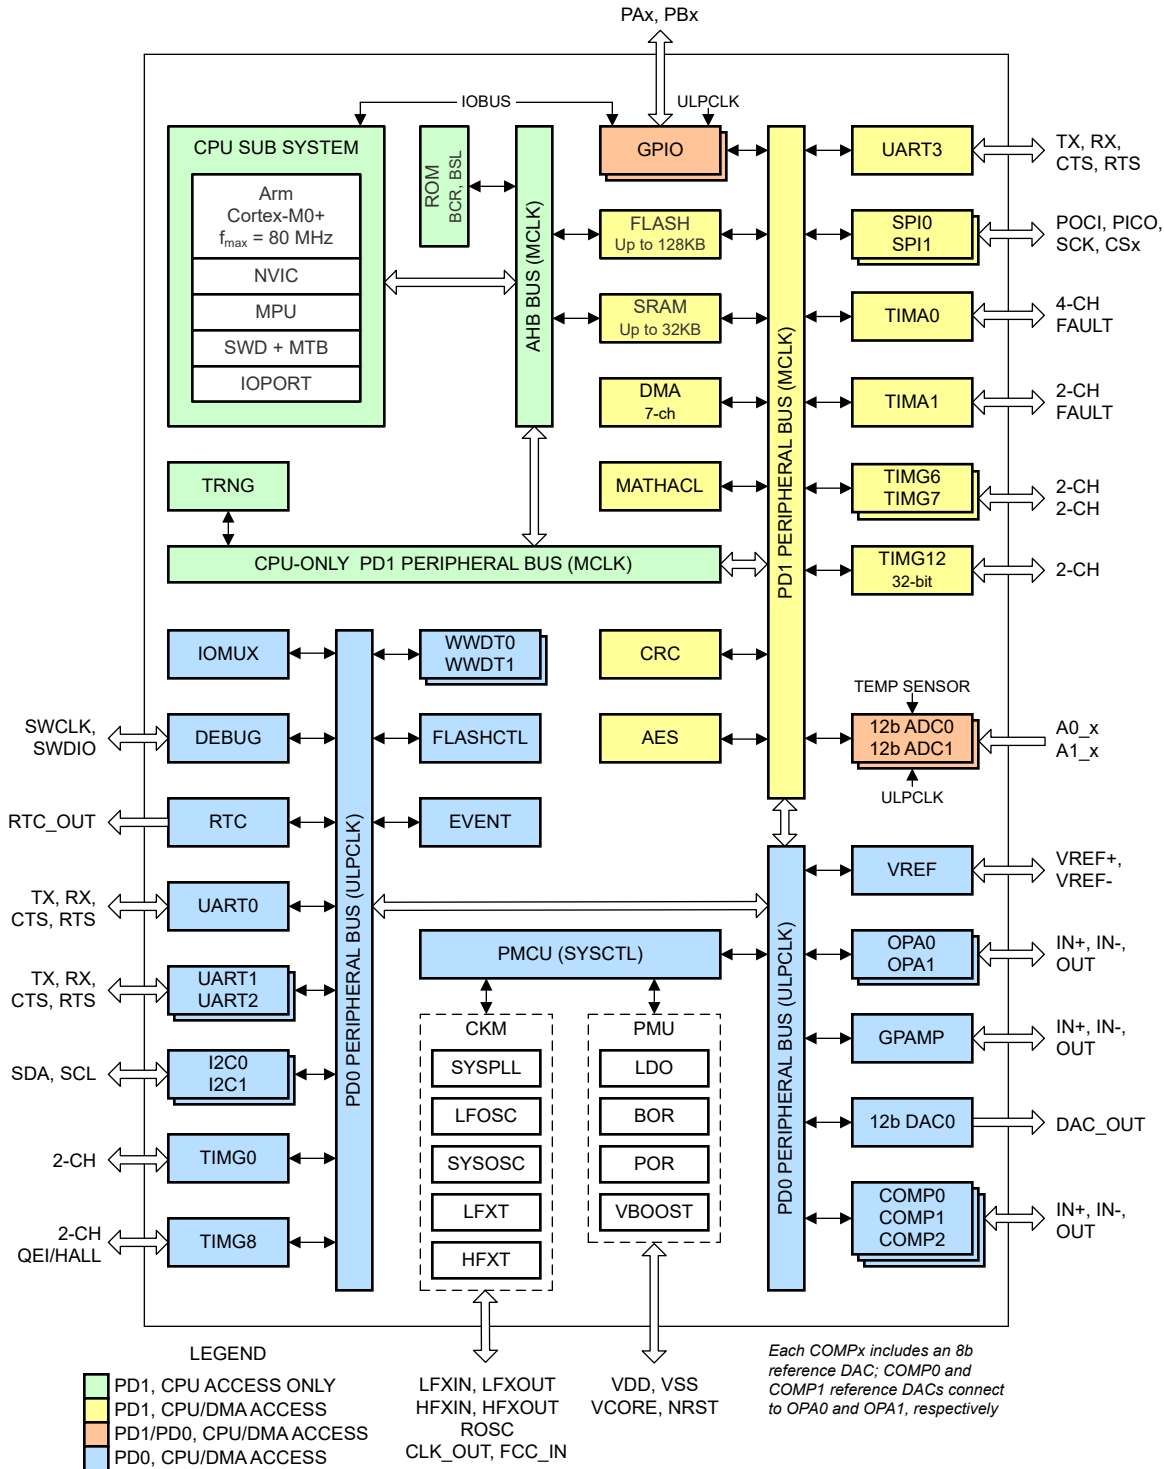 PAx, PBx
IOBUS
ULPCLK
CPU SUB SYSTEM
Arm
Cortex-M0+
fmax = 80 MHz
NVIC
MPU
SWD + MTB
IOPORT
ROM
BCR, BSL
AHB BUS (MCLK)
GPIO
FLASH
Up to 128KB
SRAM
Up to 32KB
DMA
7-ch
MATHACL
PD1 PERIPHERAL BUS (MCLK)
UART3
TX, RX,
CTS, RTS
SPI0
SPI1
POCI, PICO,
SCK, CSx
TIMA0
4-CH
FAULT
TIMA1
2-CH
FAULT
TIMG6
TIMG7
2-CH
2-CH
TIMG12
32-bit
2-CH
TRNG
CPU-ONLY PD1 PERIPHERAL BUS (MCLK)
CRC
AES
TEMP SENSOR
12b ADC0
12b ADC1
ULPCLK
A0_x
A1_x
IOMUX
SWCLK,
SWDIO
DEBUG
RTC_OUT
RTC
TX, RX,
CTS, RTS
UART0
TX, RX,
CTS, RTS
UART1
UART2
SDA, SCL
I2C0
I2C1
2-CH
TIMG0
2-CH
QEI/HALL
TIMG8
PD0 PERIPHERAL BUS (ULPCLK)
WWDT0
WWDT1
FLASHCTL
EVENT
PMCU (SYSCTL)
CKM
SYSPLL
LFOSC
SYSOSC
LFXT
HFXT
PMU
LDO
BOR
POR
VBOOST
PD0 PERIPHERAL BUS (ULPCLK)
VREF
VREF+,
VREF-
OPA0
OPA1
IN+, IN-,
OUT
GPAMP
IN+, IN-,
OUT
12b DAC0
DAC_OUT
COMP0
COMP1
COMP2
IN+, IN-,
OUT
LEGEND
PD1, CPU ACCESS ONLY
PD1, CPU/DMA ACCESS
PD1/PD0, CPU/DMA ACCESS
PD0, CPU/DMA ACCESS
LFXIN, LFXOUT
HFXIN, HFXOUT
ROSC
CLK_OUT, FCC_IN
VDD, VSS
VCORE, NRST
Each COMPx includes an 8b
reference DAC; COMP0 and
COMP1 reference DACs connect
to OPA0 and OPA1, respectively